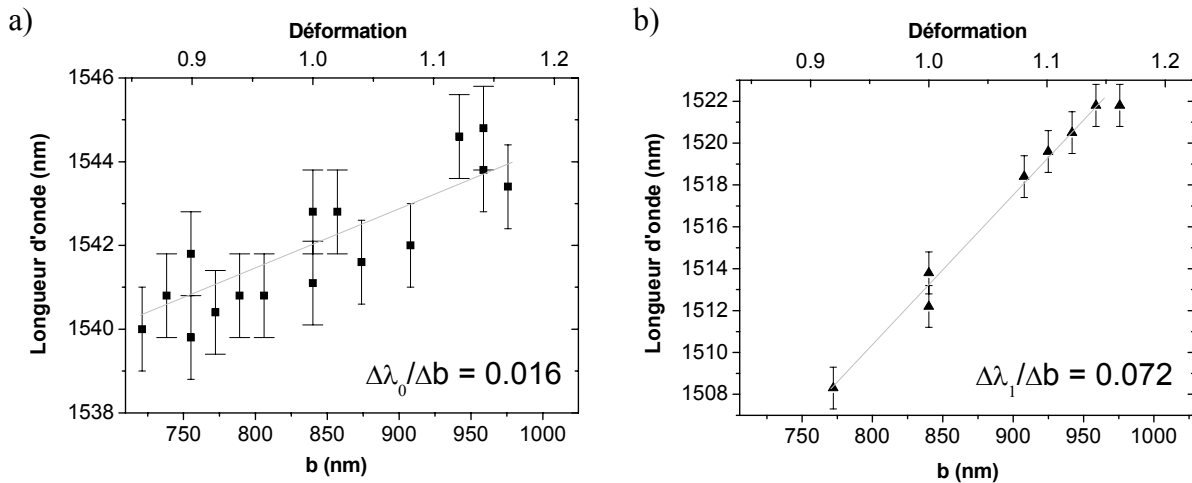 a)
Déformation
0.9 1.0 1.1 1.2
1546
1544
1542
1540
1538
Longueur d'onde (nm)
Δλ₀/Δb = 0.016
750 800 850 900 950 1000
b (nm)
b)
Déformation
0.9 1.0 1.1 1.2
1522
1520
1518
1516
1514
1512
1510
1508
Longueur d'onde (nm)
Δλ₁/Δb = 0.072
750 800 850 900 950 1000
b (nm)